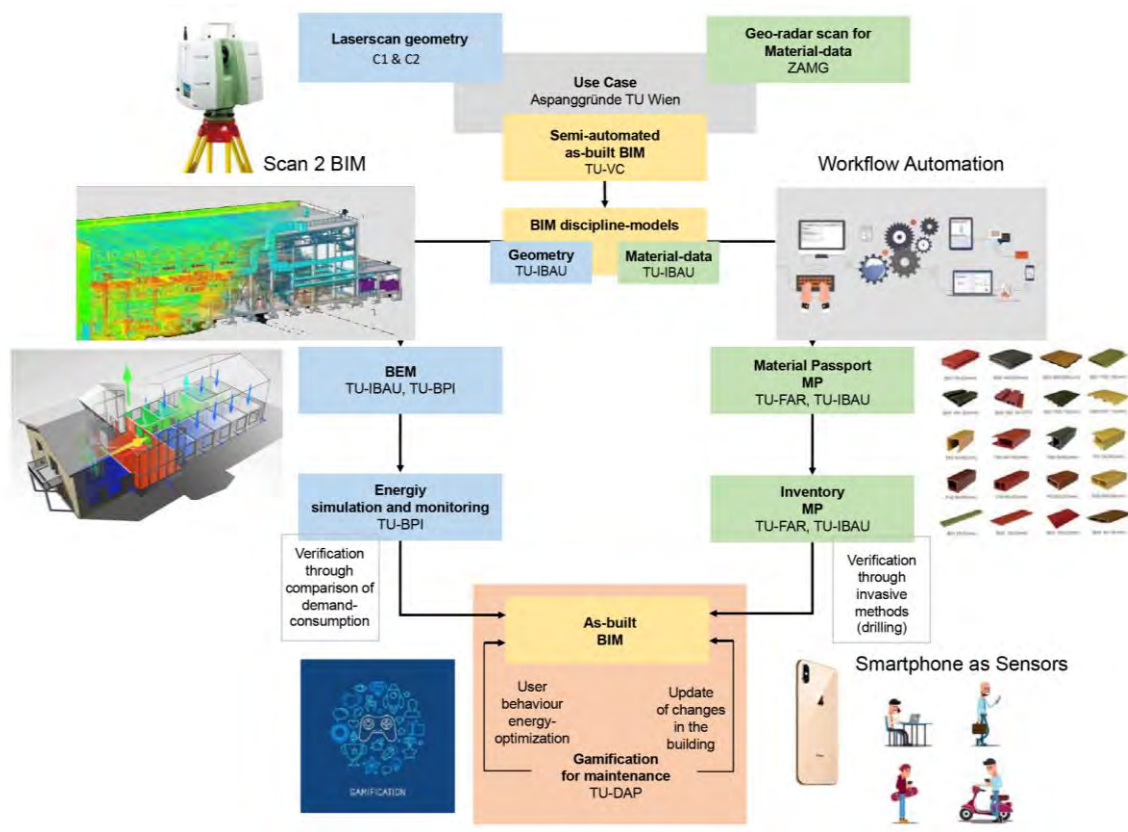 Laserscan geometry
C1 & C2
Geo-radar scan for
Material-data
ZAMG
Use Case
Aspanggründe TU Wien
Semi-automated
as-built BIM
TU-VC
Scan 2 BIM
Workflow Automation
BIM discipline-models
Geometry
TU-IBAU
Material-data
TU-IBAU
BEM
TU-IBAU, TU-BPI
Material Passport
MP
TU-FAR, TU-IBAU
Energiy
simulation and monitoring
TU-BPI
Inventory
MP
TU-FAR, TU-IBAU
Verification
through
comparison of
demand-
consumption
Verification
through
invasive
methods
(drilling)
As-built
BIM
Smartphone as Sensors
User
behaviour
energy-
optimization
Update
of changes
in the
building
Gamification
for maintenance
TU-DAP
GAMIFICATION